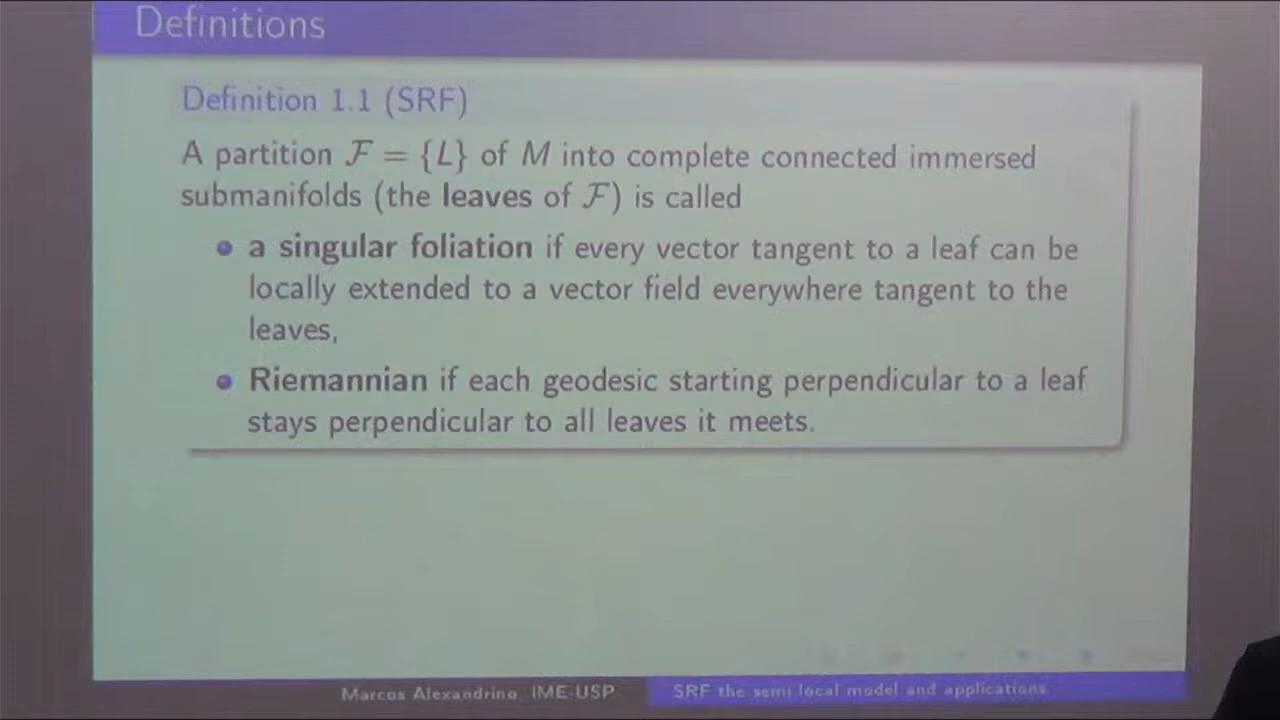 Definitions
Definition 1.1 (SRF)
A partition ℱ = {L} of M into complete connected immersed
submanifolds (the leaves of ℱ) is called
a singular foliation if every vector tangent to a leaf can be
locally extended to a vector field everywhere tangent to the
leaves,
Riemannian if each geodesic starting perpendicular to a leaf
stays perpendicular to all leaves it meets.
Marcos Alexandrino, IME-USP
SRF the semi local model and applications